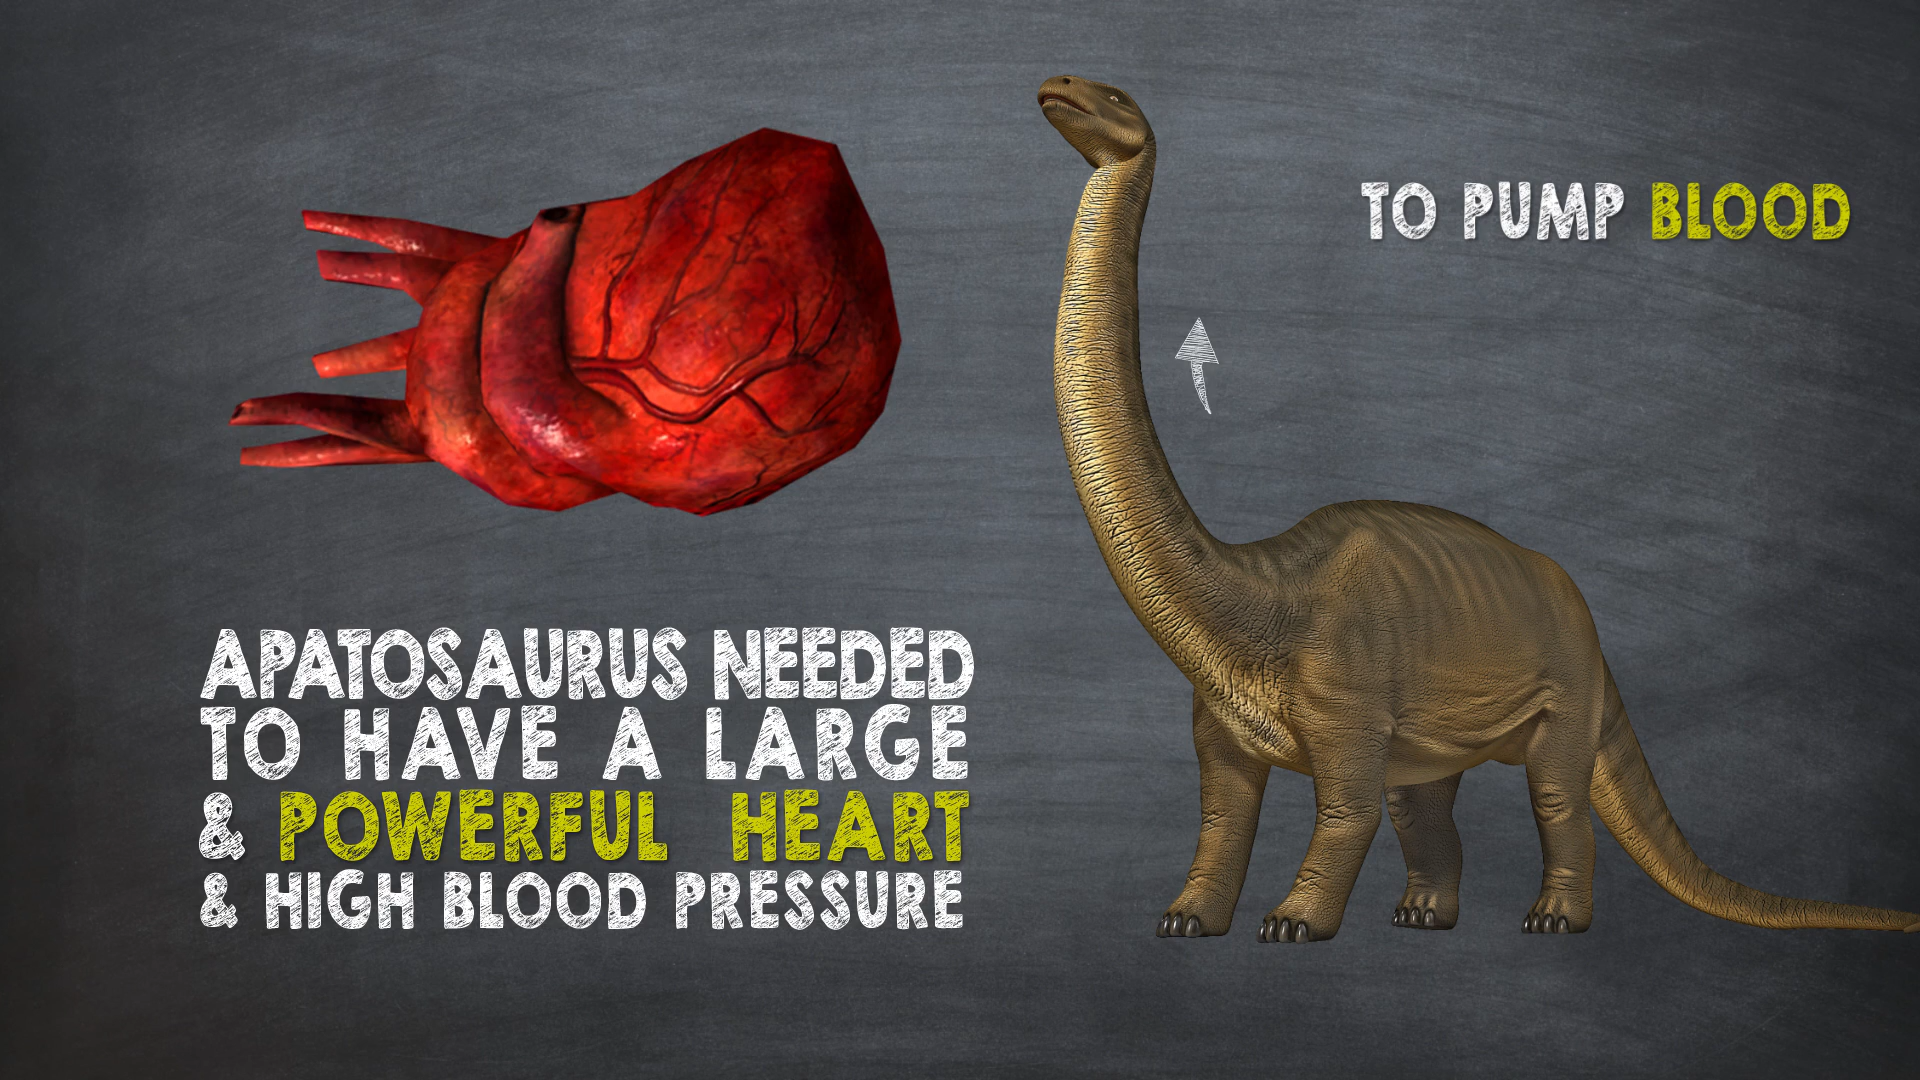 APATOSAURUS NEEDED
TO HAVE A LARGE
& POWERFUL HEART
& HIGH BLOOD PRESSURE
TO PUMP BLOOD